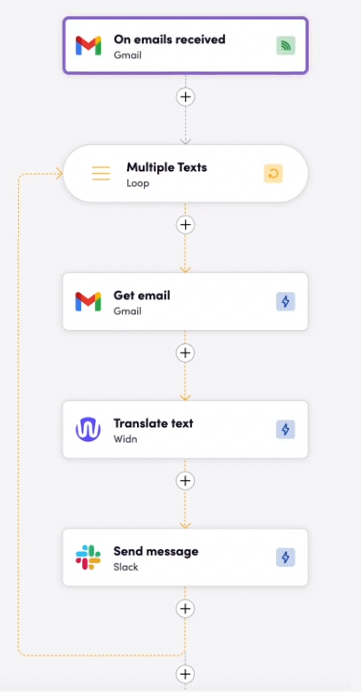 On emails received
Gmail
Multiple Texts
Loop
Get email
Gmail
Translate text
Widn
Send message
Slack